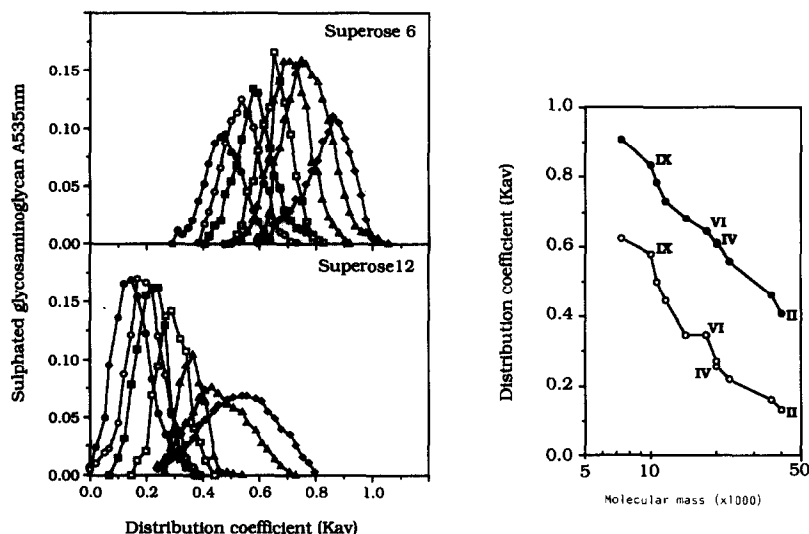 Superose 6
0.15
0.10
0.05
0.00
Superose12
0.15
0.10
0.05
0.00
0.0 0.2 0.4 0.6 0.8 1.0
Sulphated glycosaminoglycan A535nm
Distribution coefficient (Kav)
1.0
0.8
0.6
0.4
0.2
0.0
5 10 50
IX
VI
IV
II
IX
VI
IV
II
Distribution coefficient (Kav)
Molecular mass (x1000)